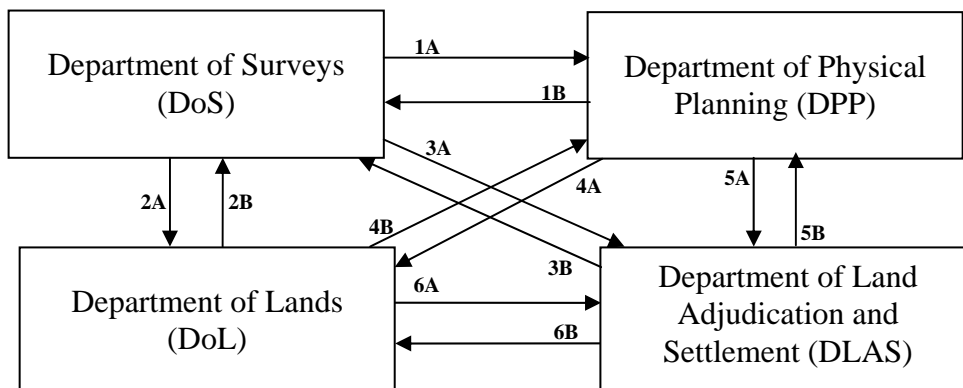 Department of Surveys
(DoS)
1A
1B
Department of Physical
Planning (DPP)
3A
4A
2A
2B
4B
3B
5A
5B
Department of Lands
(DoL)
6A
6B
Department of Land
Adjudication and
Settlement (DLAS)